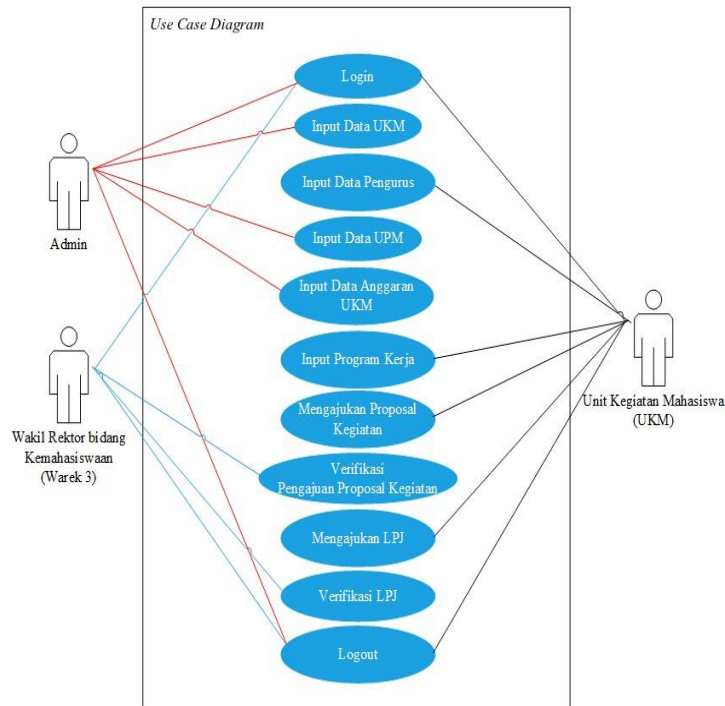 Use Case Diagram
Login
Input Data UKM
Input Data Pengurus
Input Data UPM
Input Data Anggaran
UKM
Input Program Kerja
Mengajukan Proposal
Kegiatan
Verifikasi
Pengajuan Proposal Kegiatan
Mengajukan LPJ
Verifikasi LPJ
Logout
Admin
Wakil Rektor bidang
Kemahasiswaan
(Warek 3)
Unit Kegiatan Mahasiswa
(UKM)